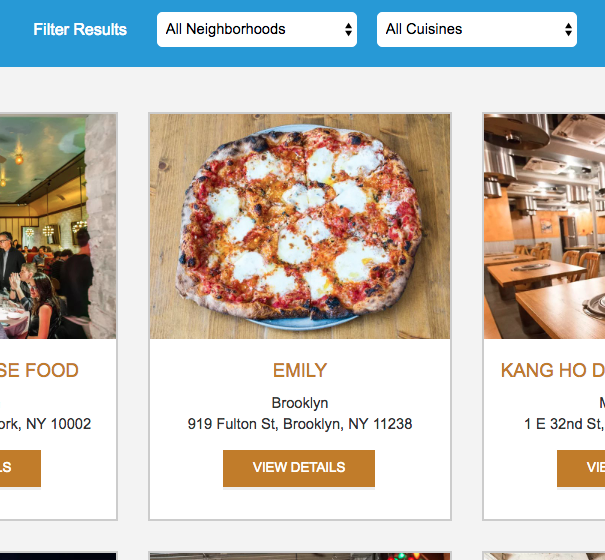 Filter Results All Neighborhoods All Cuisines
SE FOOD EMILY KANG HO D
Brooklyn M
ork, NY 10002 919 Fulton St, Brooklyn, NY 11238 1 E 32nd St,
LS VIEW DETAILS VIE